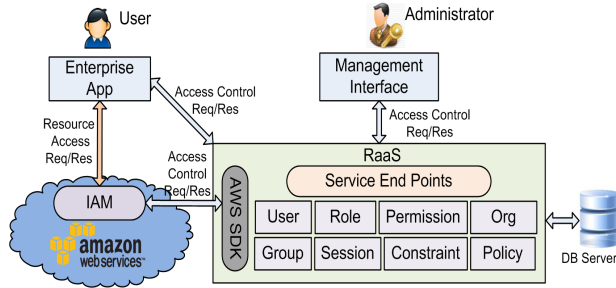 User
Administrator
Enterprise
App
Management
Interface
Access Control
Req/Res
Access Control
Req/Res
Resource
Access
Req/Res
Access
Control
Req/Res
RaaS
Service End Points
AWS SDK
IAM
User
Role
Permission
Org
Group
Session
Constraint
Policy
amazon
webservices™
DB Server